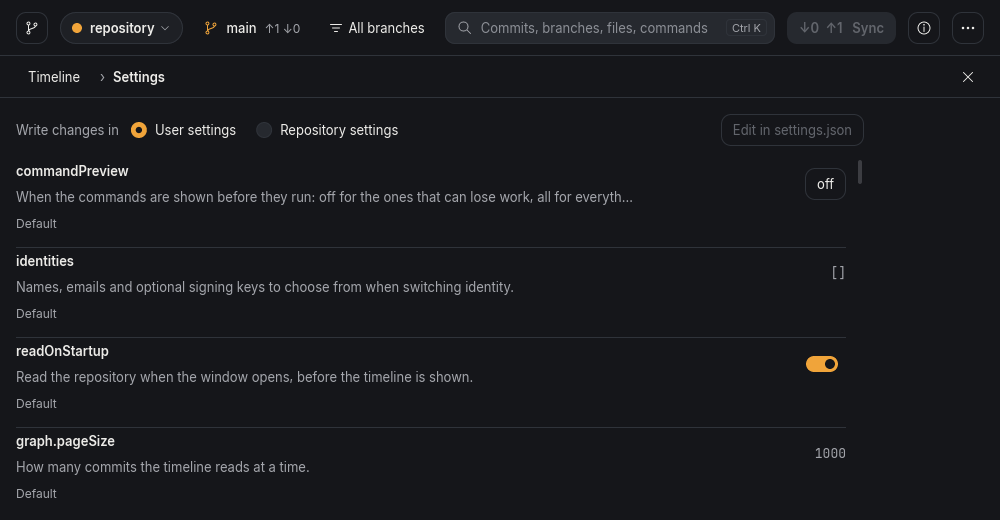 repository
main ↑1 ↓0
All branches
Commits, branches, files, commands Ctrl K
↓0 ↑1 Sync
Timeline › Settings
Write changes in User settings Repository settings Edit in settings.json
commandPreview
When the commands are shown before they run: off for the ones that can lose work, all for everyth...
off
Default
identities
Names, emails and optional signing keys to choose from when switching identity.
[]
Default
readOnStartup
Read the repository when the window opens, before the timeline is shown.
Default
graph.pageSize
How many commits the timeline reads at a time.
1000
Default